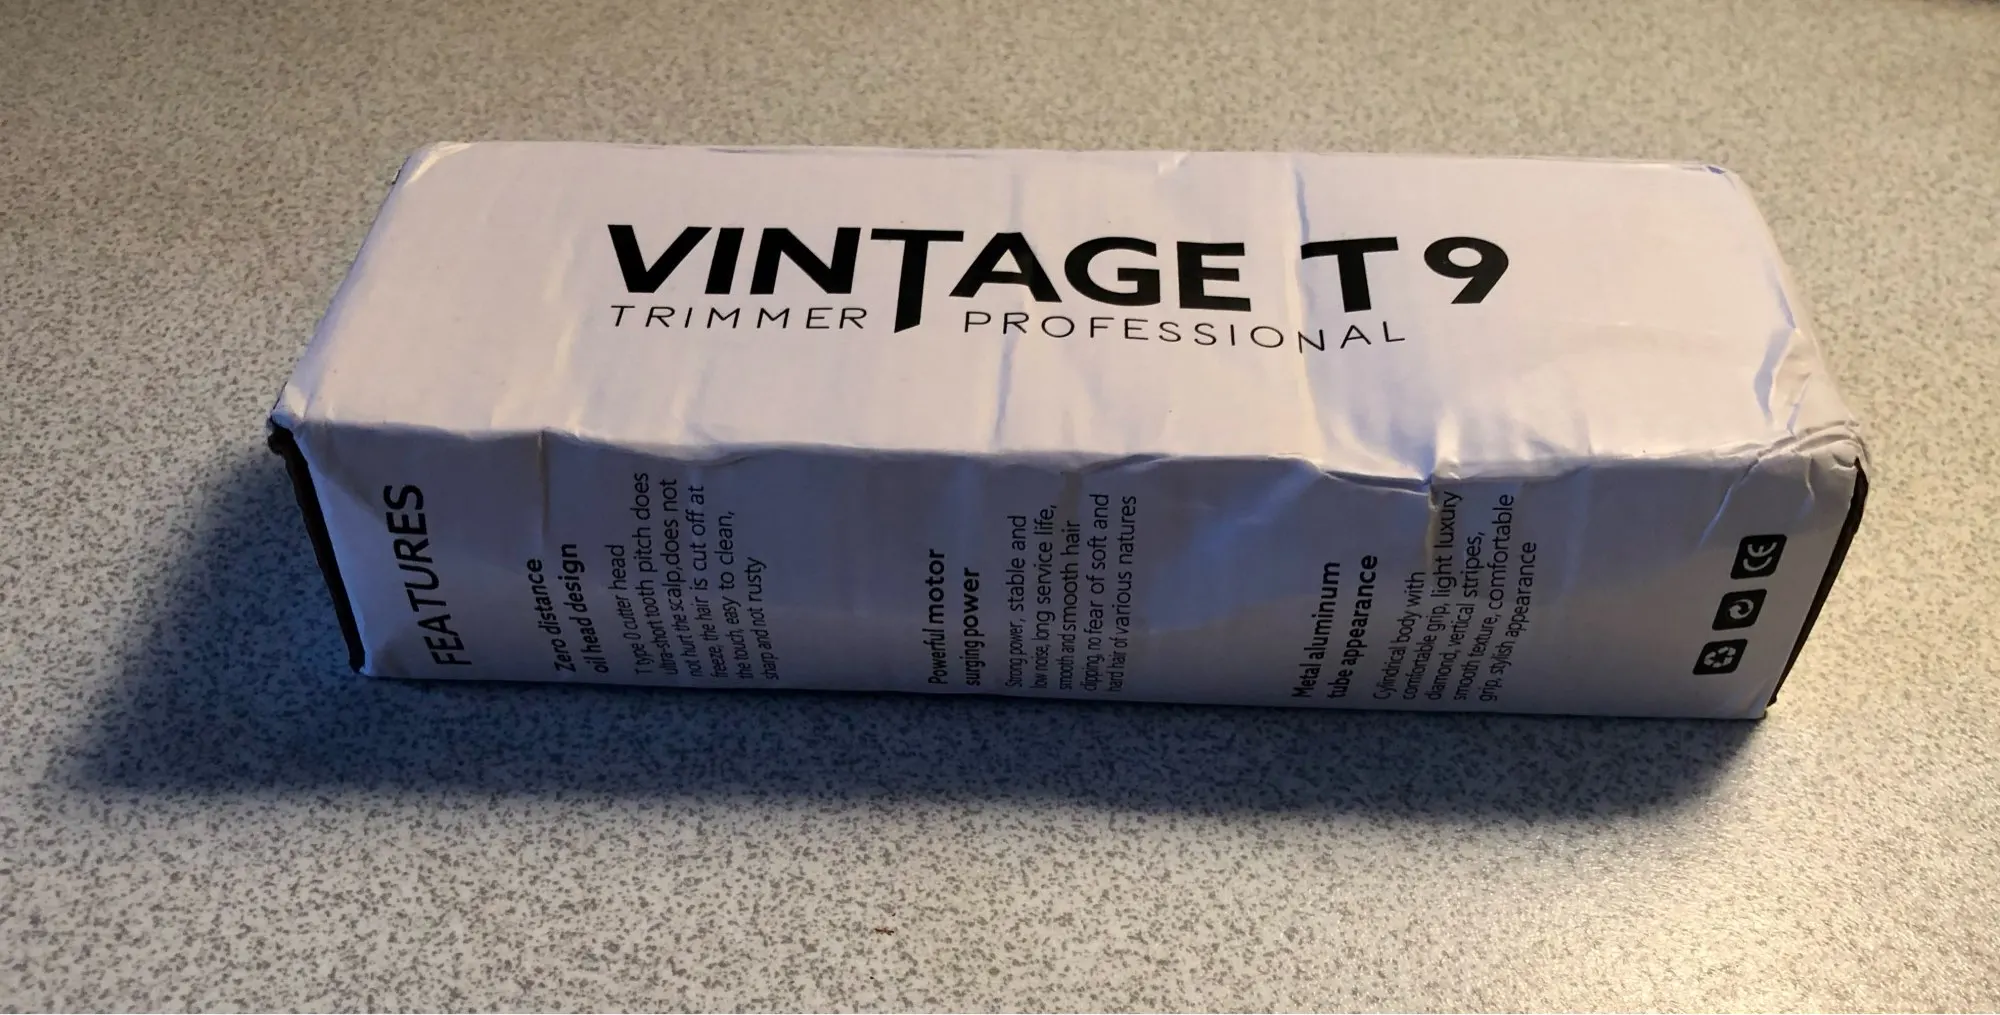 VINTAGE T9
TRIMMER PROFESSIONAL
FEATURES
Zero distance
oil head design
T type 0 cutter head
ultra-short tooth pitch does
not hurt the scalp,does not
freeze, the hair is cut off at
the touch, easy to clean,
sharp and not rusty
Powerful motor
surging power
Strong power, stable and
low noise, long service life,
smooth and smooth hair
clipping, no fear of soft and
hard hair of various natures
Metal aluminum
tube appearance
Cylindrical body with
comfortable grip, light luxury
diamond, vertical stripes,
smooth texture, comfortable
grip, stylish appearance
CE